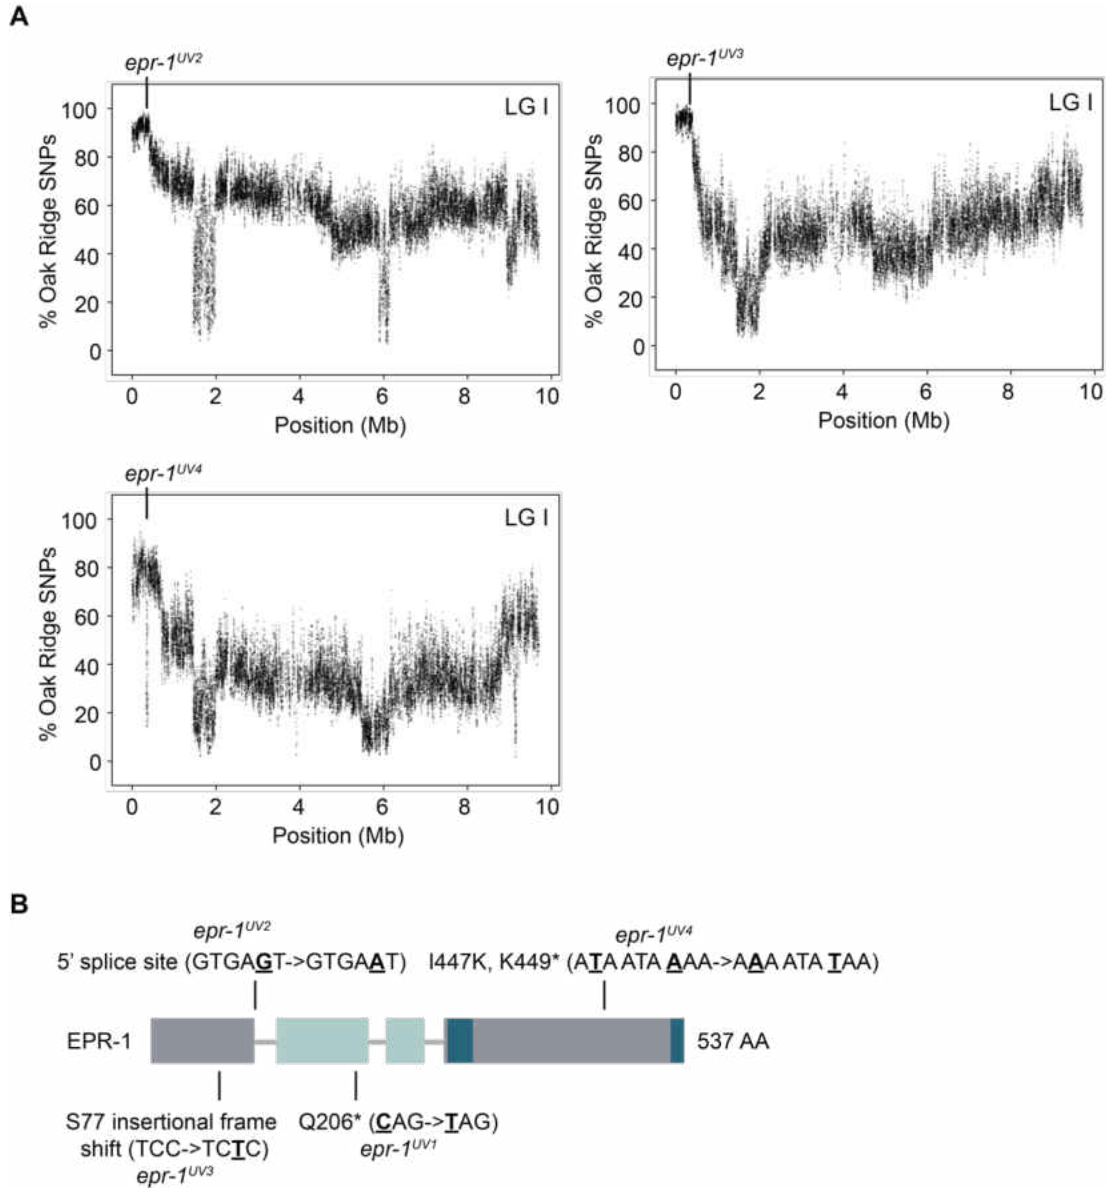 A
epr-1UV2
LG I
% Oak Ridge SNPs
100
80
60
40
20
0
0 2 4 6 8 10
Position (Mb)
epr-1UV3
LG I
% Oak Ridge SNPs
100
80
60
40
20
0
0 2 4 6 8 10
Position (Mb)
epr-1UV4
LG I
% Oak Ridge SNPs
100
80
60
40
20
0
0 2 4 6 8 10
Position (Mb)
B
epr-1UV2
5' splice site (GTGAGT->GTGAAT)
epr-1UV4
I447K, K449* (ATA ATA AAA->AAA ATA TAA)
EPR-1
537 AA
S77 insertional frame
shift (TCC->TCTC)
epr-1UV3
Q206* (CAG->TAG)
epr-1UV1